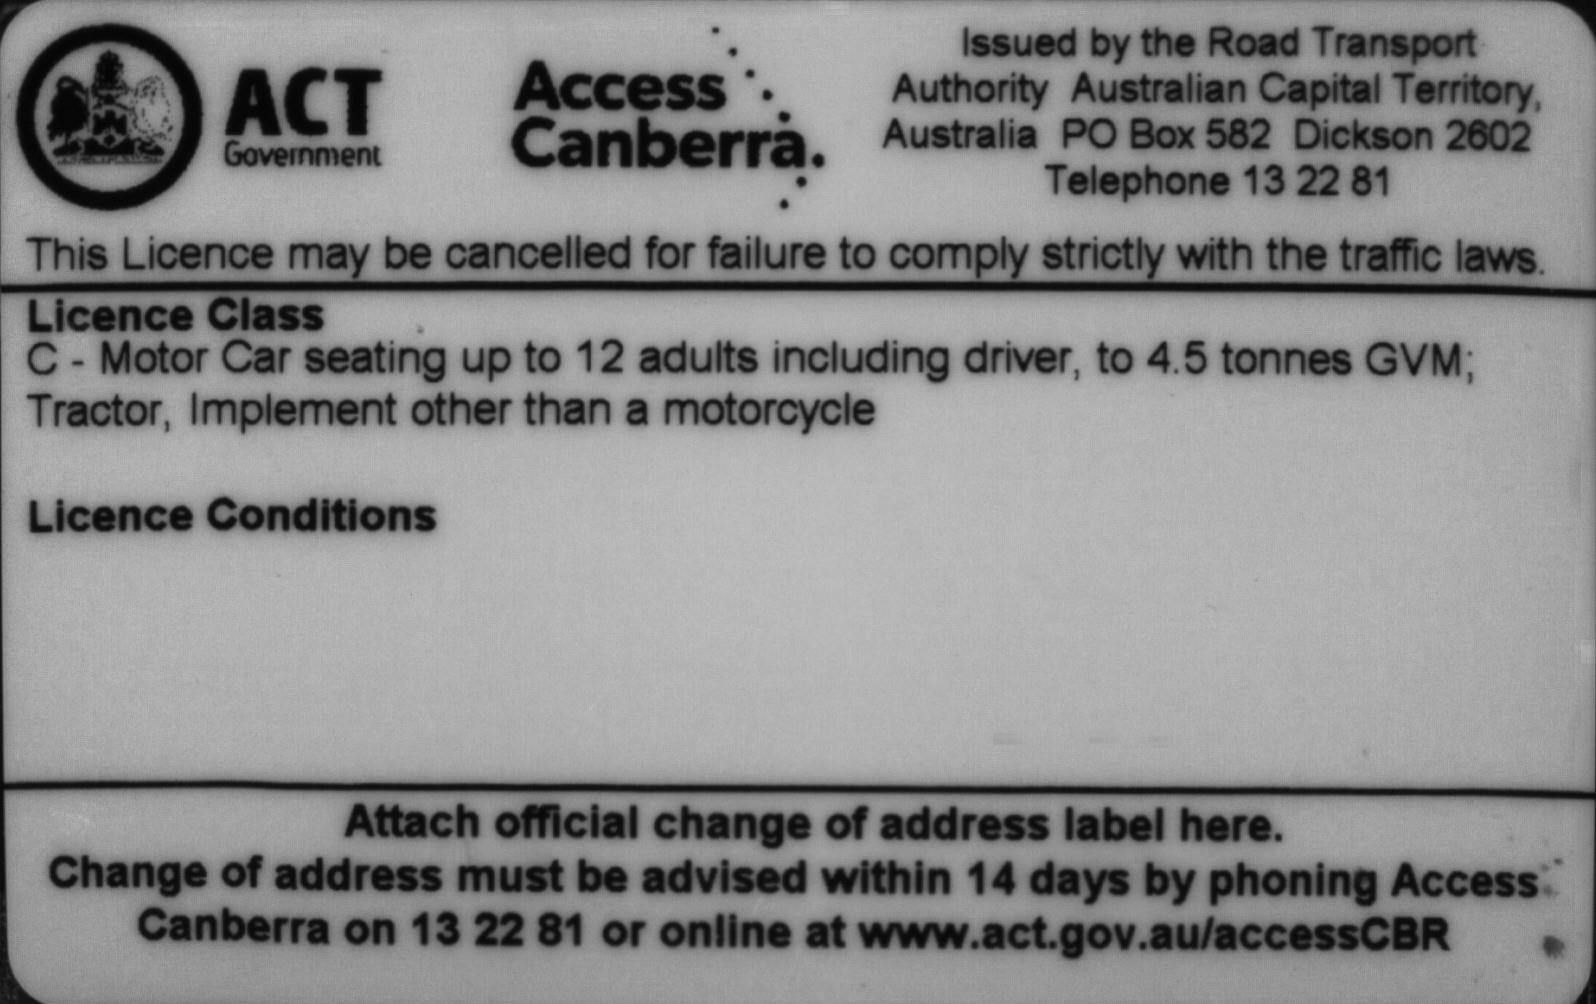 ACT
Government
Access
Canberra.
Issued by the Road Transport
Authority Australian Capital Territory,
Australia PO Box 582 Dickson 2602
Telephone 13 22 81
This Licence may be cancelled for failure to comply strictly with the traffic laws.
Licence Class
C - Motor Car seating up to 12 adults including driver, to 4.5 tonnes GVM;
Tractor, Implement other than a motorcycle
Licence Conditions
Attach official change of address label here.
Change of address must be advised within 14 days by phoning Access
Canberra on 13 22 81 or online at www.act.gov.au/accessCBR